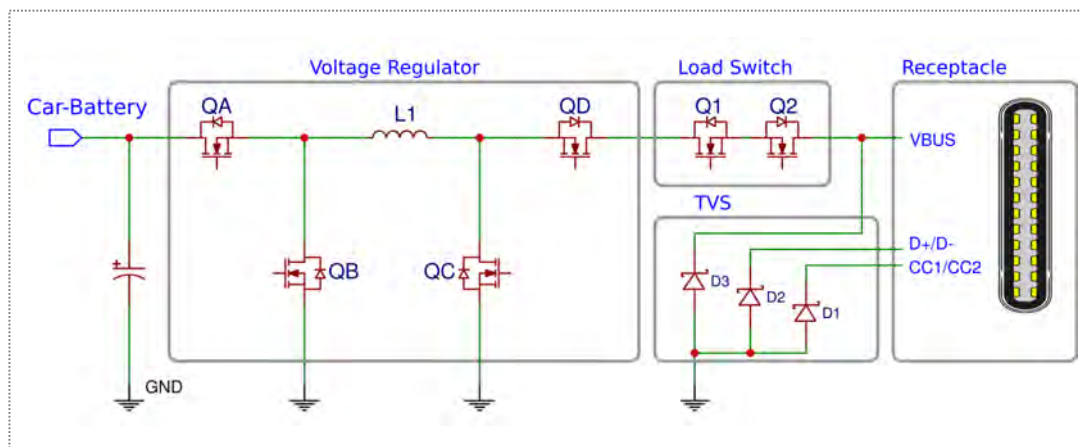 Voltage Regulator
Load Switch
Receptacle
Car-Battery
QA
L1
QD
Q1
Q2
VBUS
TVS
D+/D-
CC1/CC2
QB
QC
D3
D2
D1
+
GND